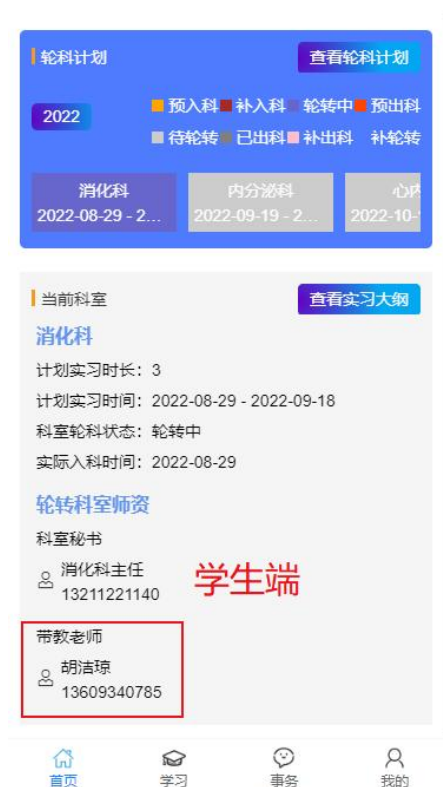 轮科计划
查看轮科计划
2022
预入科 补入科 轮转中 预出科
待轮转 已出科 补出科 补轮转
消化科
2022-08-29 - 2...
内分泌科
2022-09-19 - 2...
心内
2022-10-
当前科室
查看实习大纲
消化科
计划实习时长：3
计划实习时间：2022-08-29 - 2022-09-18
科室轮科状态：轮转中
实际入科时间：2022-08-29
轮转科室师资
科室秘书
消化科主任
13211221140
学生端
带教老师
胡洁琼
13609340785
首页
学习
事务
我的